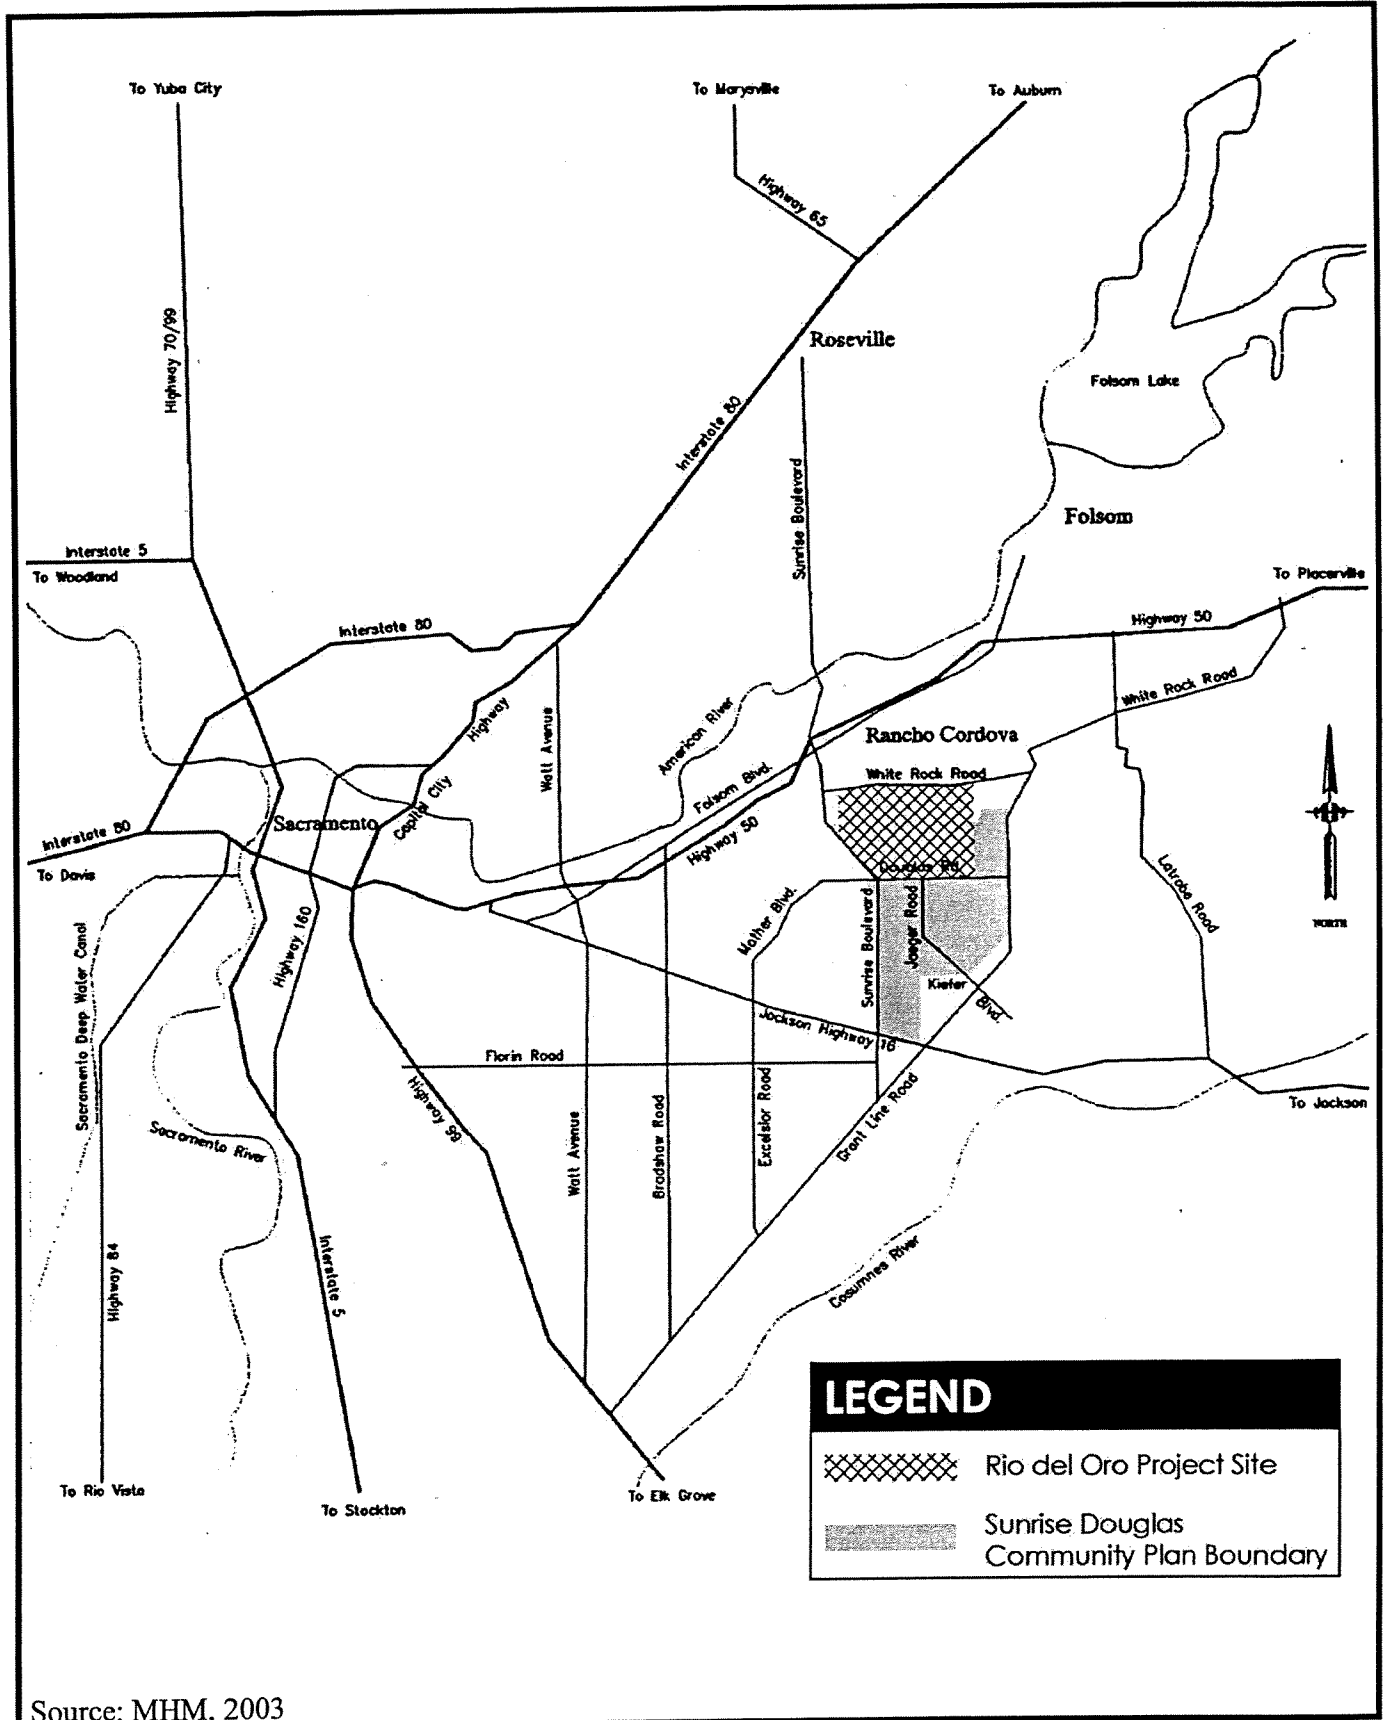 To Yuba City
To Marysville
To Auburn
Highway 65
Highway 70/99
Roseville
Folsom Lake
Interstate 80
Sunrise Boulevard
Folsom
Interstate 5
To Woodland
To Placerville
Interstate 80
Highway 50
White Rock Road
American River
Highway
Watt Avenue
Rancho Cordova
White Rock Road
Folsom Blvd.
Capital City
Sacramento
Interstate 80
To Davis
Highway 50
Douglas Rd.
Latrobe Road
NORTH
Mather Blvd.
Sunrise Boulevard
Jaeger Road
Highway 160
Sacramento Deep Water Canal
Kiefer
Blvd.
Jackson Highway 16
Florin Road
Highway 99
Excelsior Road
Grant Line Road
To Jackson
Sacramento River
Watt Avenue
Bradshaw Road
Cosumnes River
Highway 84
Interstate 5
To Rio Vista
To Stockton
To Elk Grove
LEGEND
Rio del Oro Project Site
Sunrise Douglas
Community Plan Boundary
Source: MHM, 2003